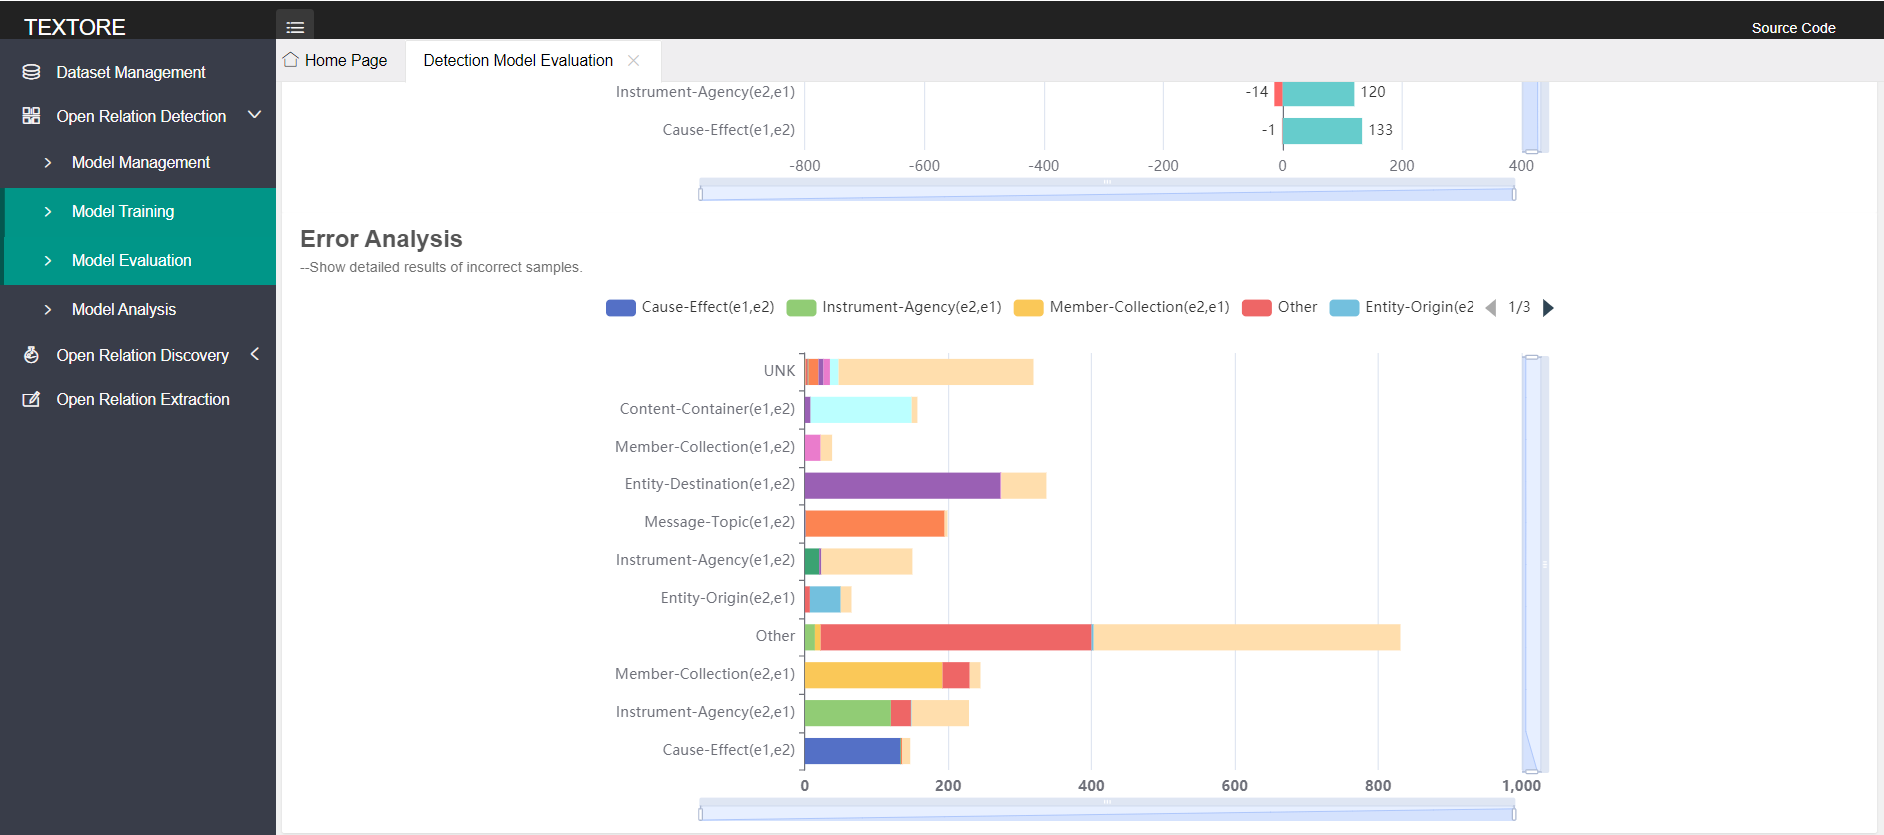 TEXTORE
Source Code
Dataset Management
Open Relation Detection
Model Management
Model Training
Model Evaluation
Model Analysis
Open Relation Discovery
Open Relation Extraction
Home Page
Detection Model Evaluation
Instrument-Agency(e2,e1) -14 120
Cause-Effect(e1,e2) -1 133
-800 -600 -400 -200 0 200 400
Error Analysis
--Show detailed results of incorrect samples.
Cause-Effect(e1,e2) Instrument-Agency(e2,e1) Member-Collection(e2,e1) Other Entity-Origin(e2 1/3
UNK
Content-Container(e1,e2)
Member-Collection(e1,e2)
Entity-Destination(e1,e2)
Message-Topic(e1,e2)
Instrument-Agency(e1,e2)
Entity-Origin(e2,e1)
Other
Member-Collection(e2,e1)
Instrument-Agency(e2,e1)
Cause-Effect(e1,e2)
0 200 400 600 800 1,000